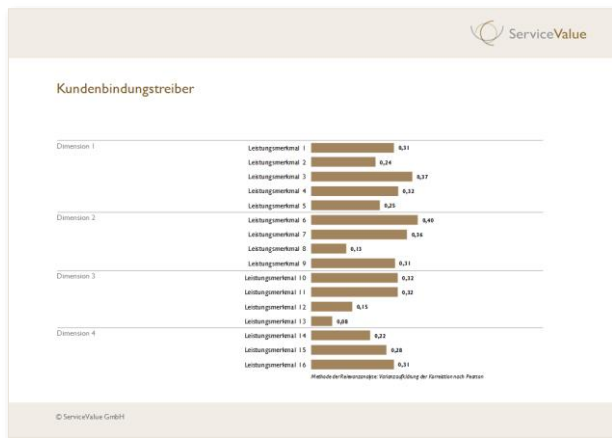 ServiceValue
Kundenbindungstreiber
Dimension 1
Leistungsmerkmal 1 0,31
Leistungsmerkmal 2 0,24
Leistungsmerkmal 3 0,37
Leistungsmerkmal 4 0,32
Leistungsmerkmal 5 0,25
Dimension 2
Leistungsmerkmal 6 0,40
Leistungsmerkmal 7 0,36
Leistungsmerkmal 8 0,13
Leistungsmerkmal 9 0,31
Dimension 3
Leistungsmerkmal 10 0,32
Leistungsmerkmal 11 0,32
Leistungsmerkmal 12 0,15
Leistungsmerkmal 13 0,08
Dimension 4
Leistungsmerkmal 14 0,22
Leistungsmerkmal 15 0,28
Leistungsmerkmal 16 0,31
Methode der Relevanzanalyse: Varianzaufklärung der Korrelation nach Pearson
© ServiceValue GmbH